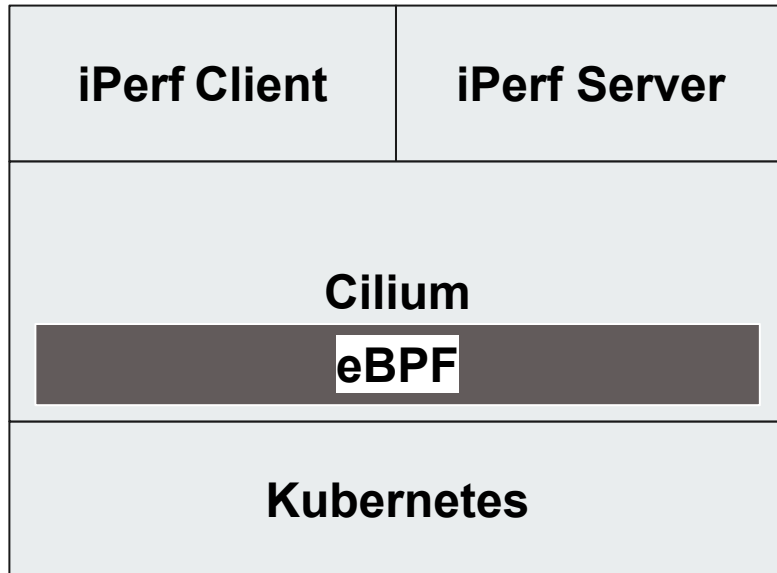 iPerf Client
iPerf Server
Cilium
eBPF
Kubernetes